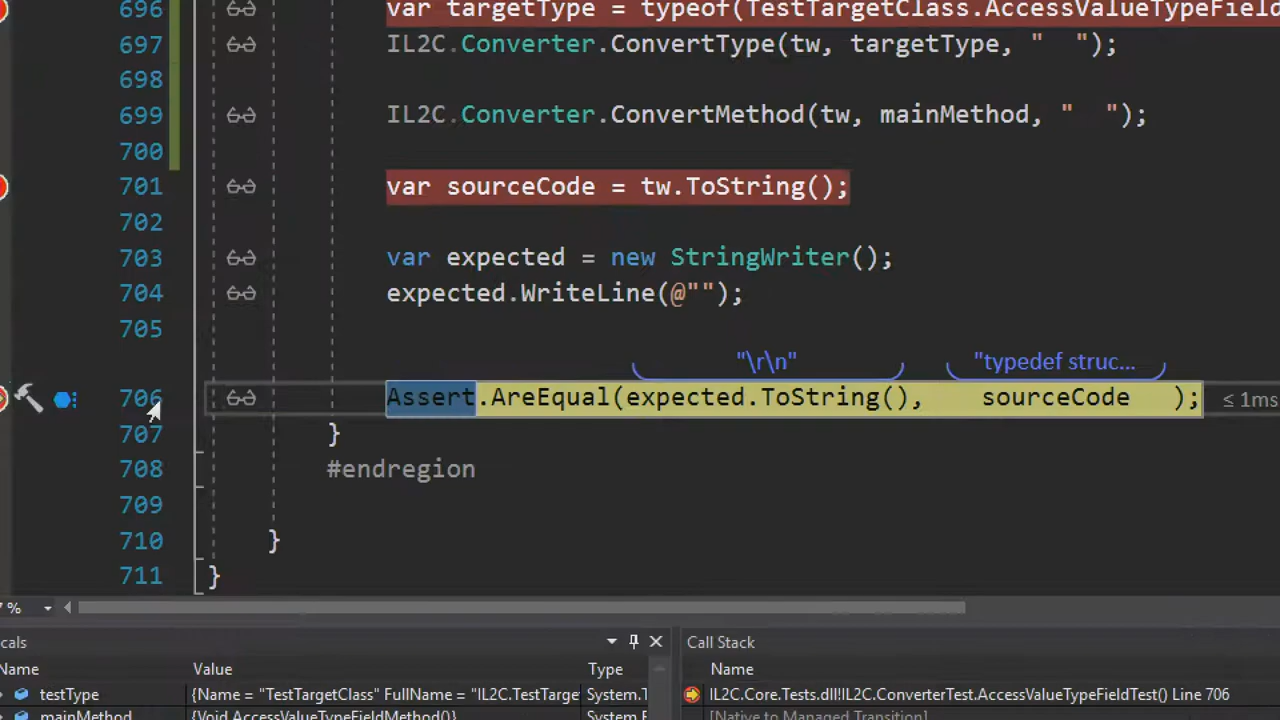 696 var targetType = typeof(TestTargetClass.AccessValueTypeField
697 IL2C.Converter.ConvertType(tw, targetType, "  ");
698
699 IL2C.Converter.ConvertMethod(tw, mainMethod, "  ");
700
701 var sourceCode = tw.ToString();
702
703 var expected = new StringWriter();
704 expected.WriteLine(@"");
705
"\r\n" "typedef struc...
706 Assert.AreEqual(expected.ToString(), sourceCode );  ≤ 1ms
707 }
708 #endregion
709
710 }
711 }
%
cals Call Stack
Name Value Type Name
testType {Name = "TestTargetClass" FullName = "IL2C.TestTarge System.T IL2C.Core.Tests.dll!IL2C.ConverterTest.AccessValueTypeFieldTest() Line 706
mainMethod {Void AccessValueTypeFieldMethod()} System. [Native to Managed Transition]